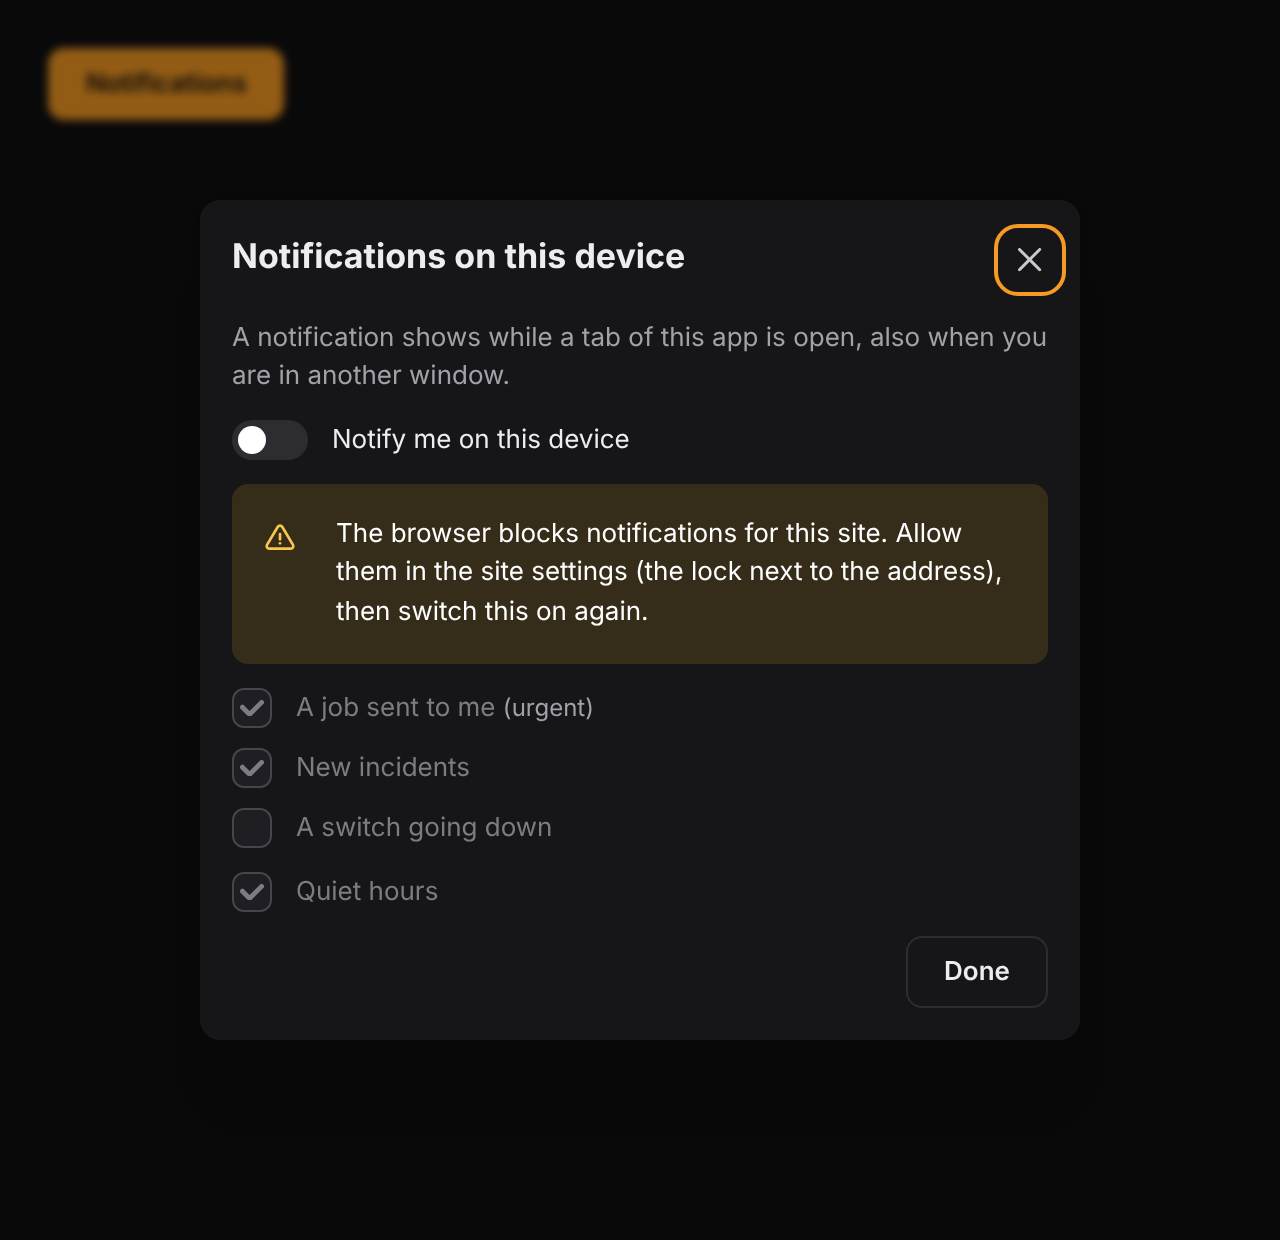 Notifications
Notifications on this device
A notification shows while a tab of this app is open, also when you
are in another window.
Notify me on this device
The browser blocks notifications for this site. Allow
them in the site settings (the lock next to the address),
then switch this on again.
A job sent to me (urgent)
New incidents
A switch going down
Quiet hours
Done